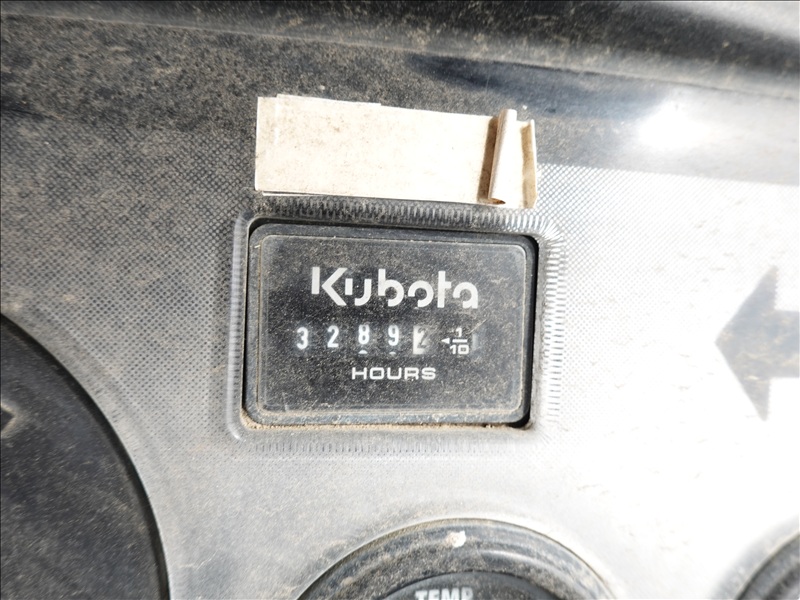 Kubota
3 2 8 9 2 1/10
HOURS
TEMP